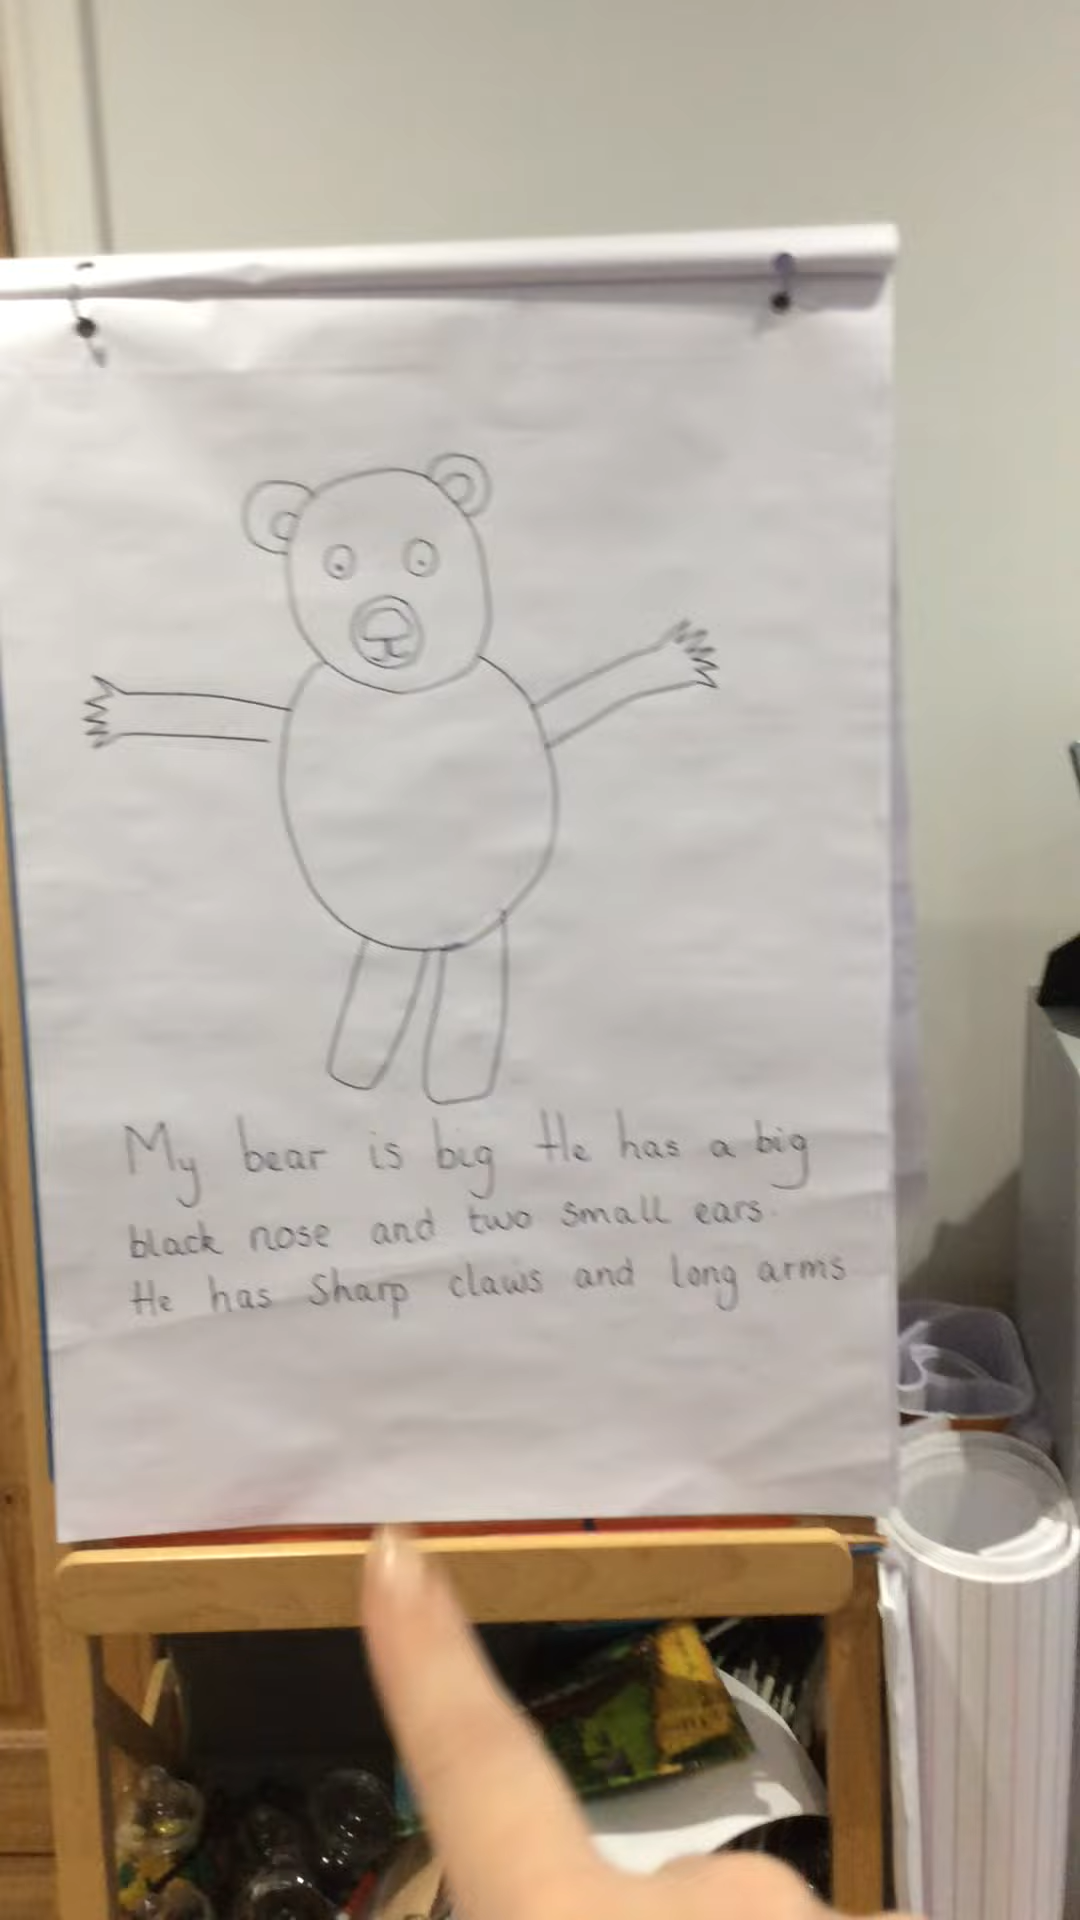 My bear is big He has a big
black nose and two small ears.
He has Sharp claws and long arms